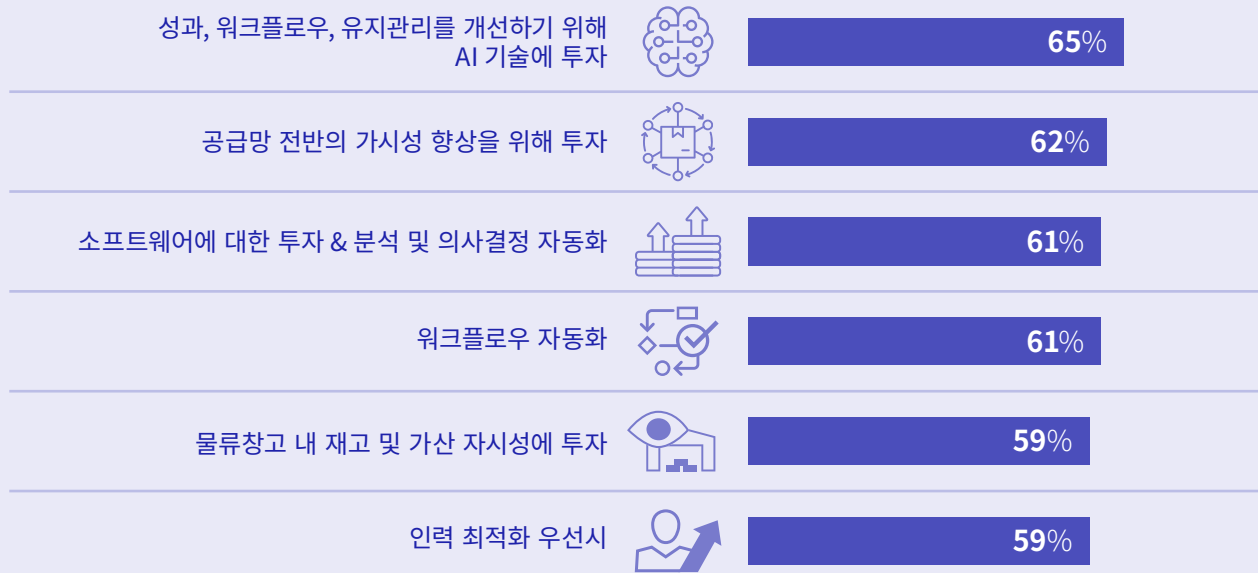 성과, 워크플로우, 유지관리를 개선하기 위해
AI 기술에 투자
65%
공급망 전반의 가시성 향상을 위해 투자
62%
소프트웨어에 대한 투자 & 분석 및 의사결정 자동화
61%
워크플로우 자동화
61%
물류창고 내 재고 및 가산 자시성에 투자
59%
인력 최적화 우선시
59%